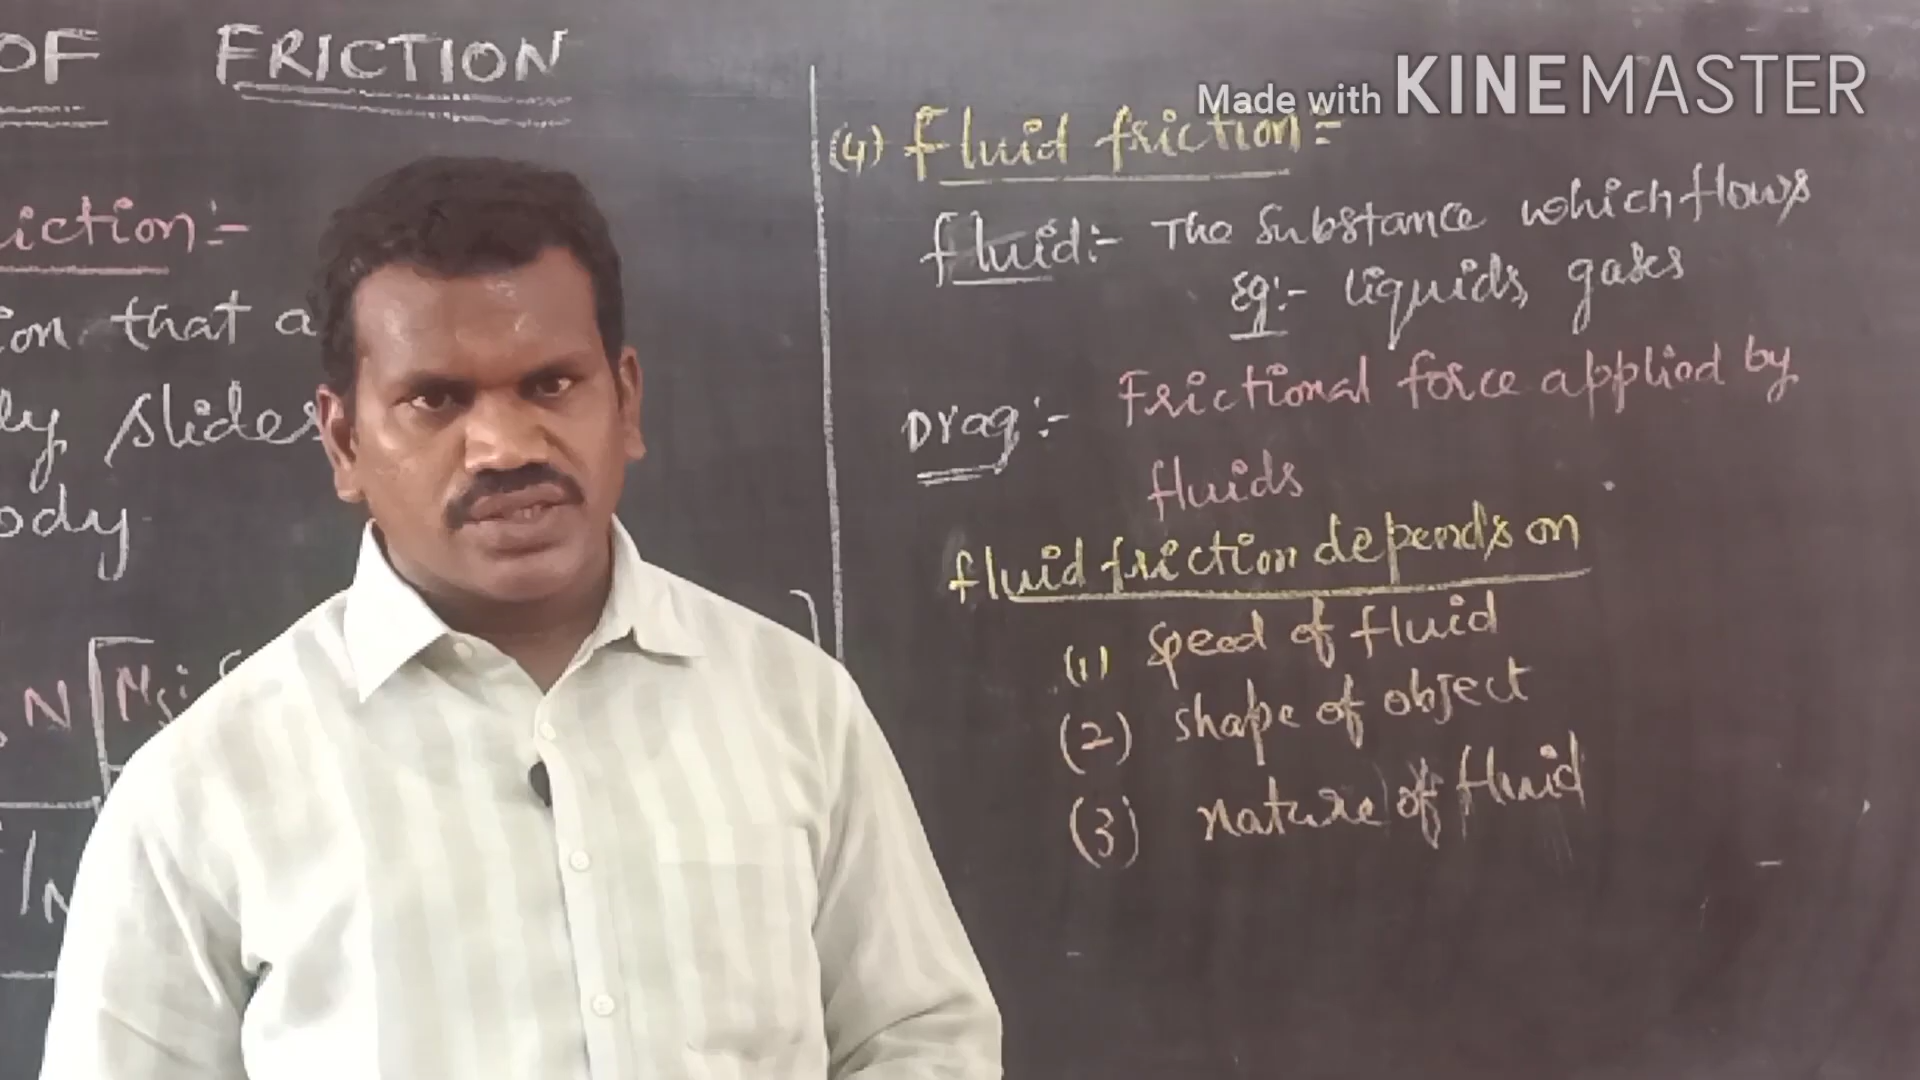 OF FRICTION
iction:-
ion that a
ly slides
ody
N
Made with KINEMASTER
(4) Fluid friction:-
fluid:- The Substance which flows
Eg:- liquids, gases
Drag:- Frictional force applied by
fluids
fluid friction depends on
(1) Speed of fluid
(2) shape of object
(3) nature of fluid